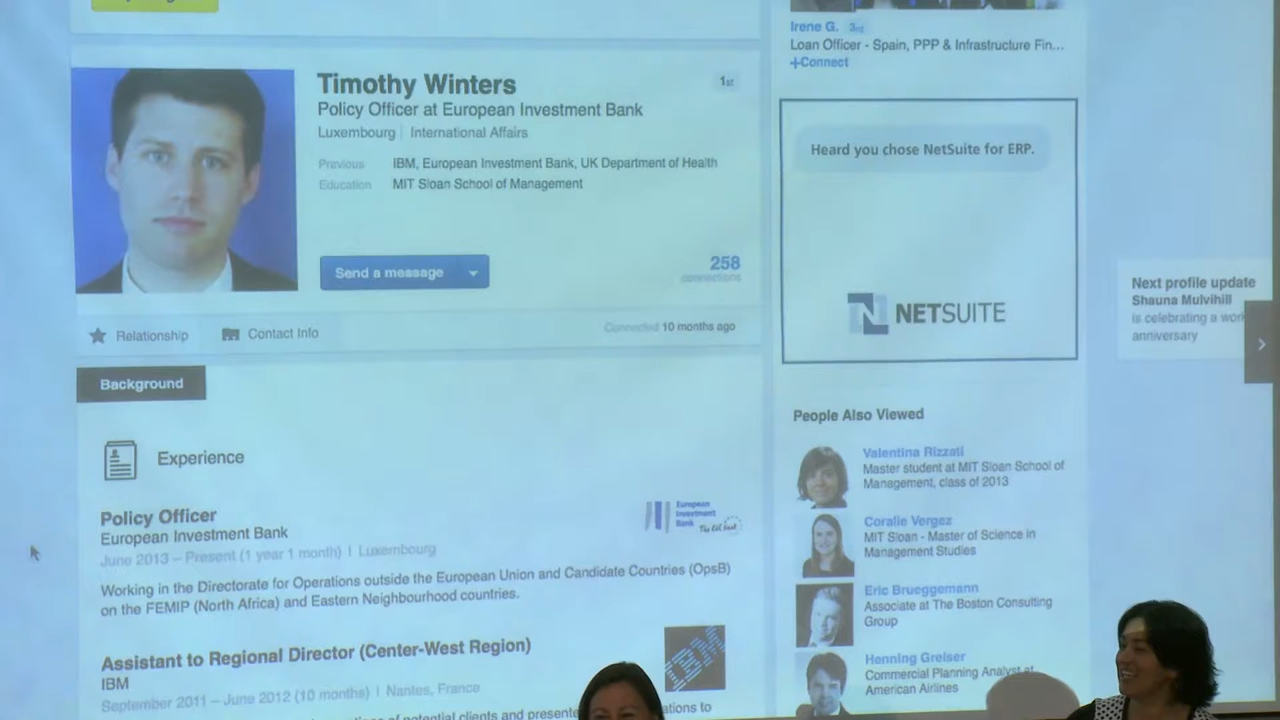 Timothy Winters
1st
Policy Officer at European Investment Bank
Luxembourg | International Affairs
Previous IBM, European Investment Bank, UK Department of Health
Education MIT Sloan School of Management
Send a message
258
connections
Relationship
Contact Info
Connected 10 months ago
Background
Experience
Policy Officer
European Investment Bank
June 2013 – Present (1 year 1 month) | Luxembourg
Working in the Directorate for Operations outside the European Union and Candidate Countries (OpsB)
on the FEMIP (North Africa) and Eastern Neighbourhood countries.
European
Investment
Bank The EU bank
Assistant to Regional Director (Center-West Region)
IBM
September 2011 – June 2012 (10 months) | Nantes, France
of potential clients and
IBM
Irene G. 3rd
Loan Officer - Spain, PPP & Infrastructure Fin...
+Connect
Heard you chose NetSuite for ERP.
N NETSUITE
People Also Viewed
Valentina Rizzati
Master student at MIT Sloan School of
Management, class of 2013
Coralie Vergez
MIT Sloan - Master of Science in
Management Studies
Eric Brueggemann
Associate at The Boston Consulting
Group
Henning Greiser
Commercial Planning Analyst at
American Airlines
Next profile update
Shauna Mulvihill
is celebrating a work
anniversary